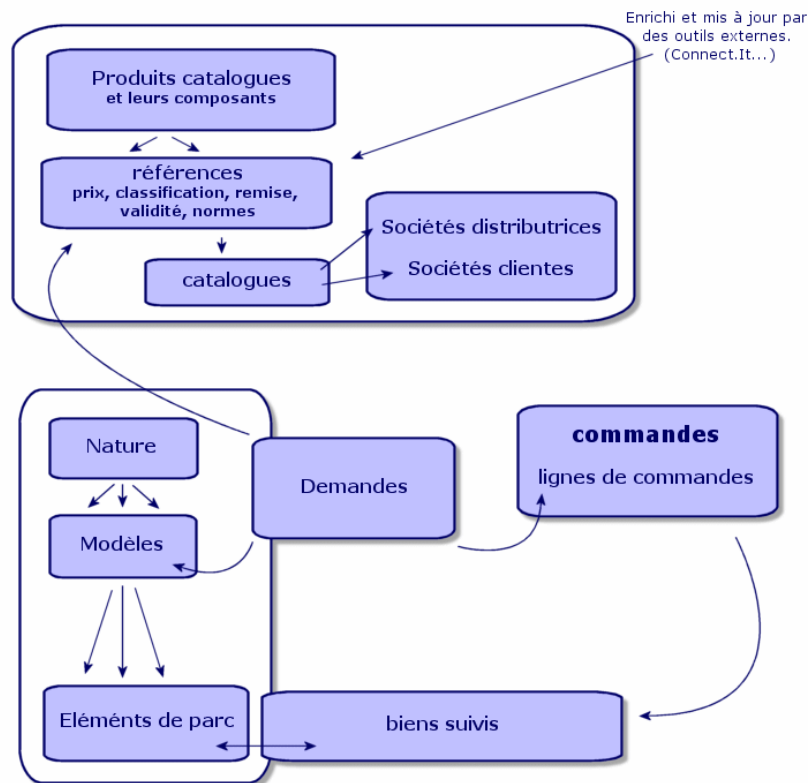 Enrichi et mis à jour par
des outils externes.
(Connect.It...)
Produits catalogues
et leurs composants
références
prix, classification, remise,
validité, normes
Sociétés distributrices
Sociétés clientes
catalogues
Nature
Modèles
Demandes
commandes
lignes de commandes
Eléménts de parc
biens suivis